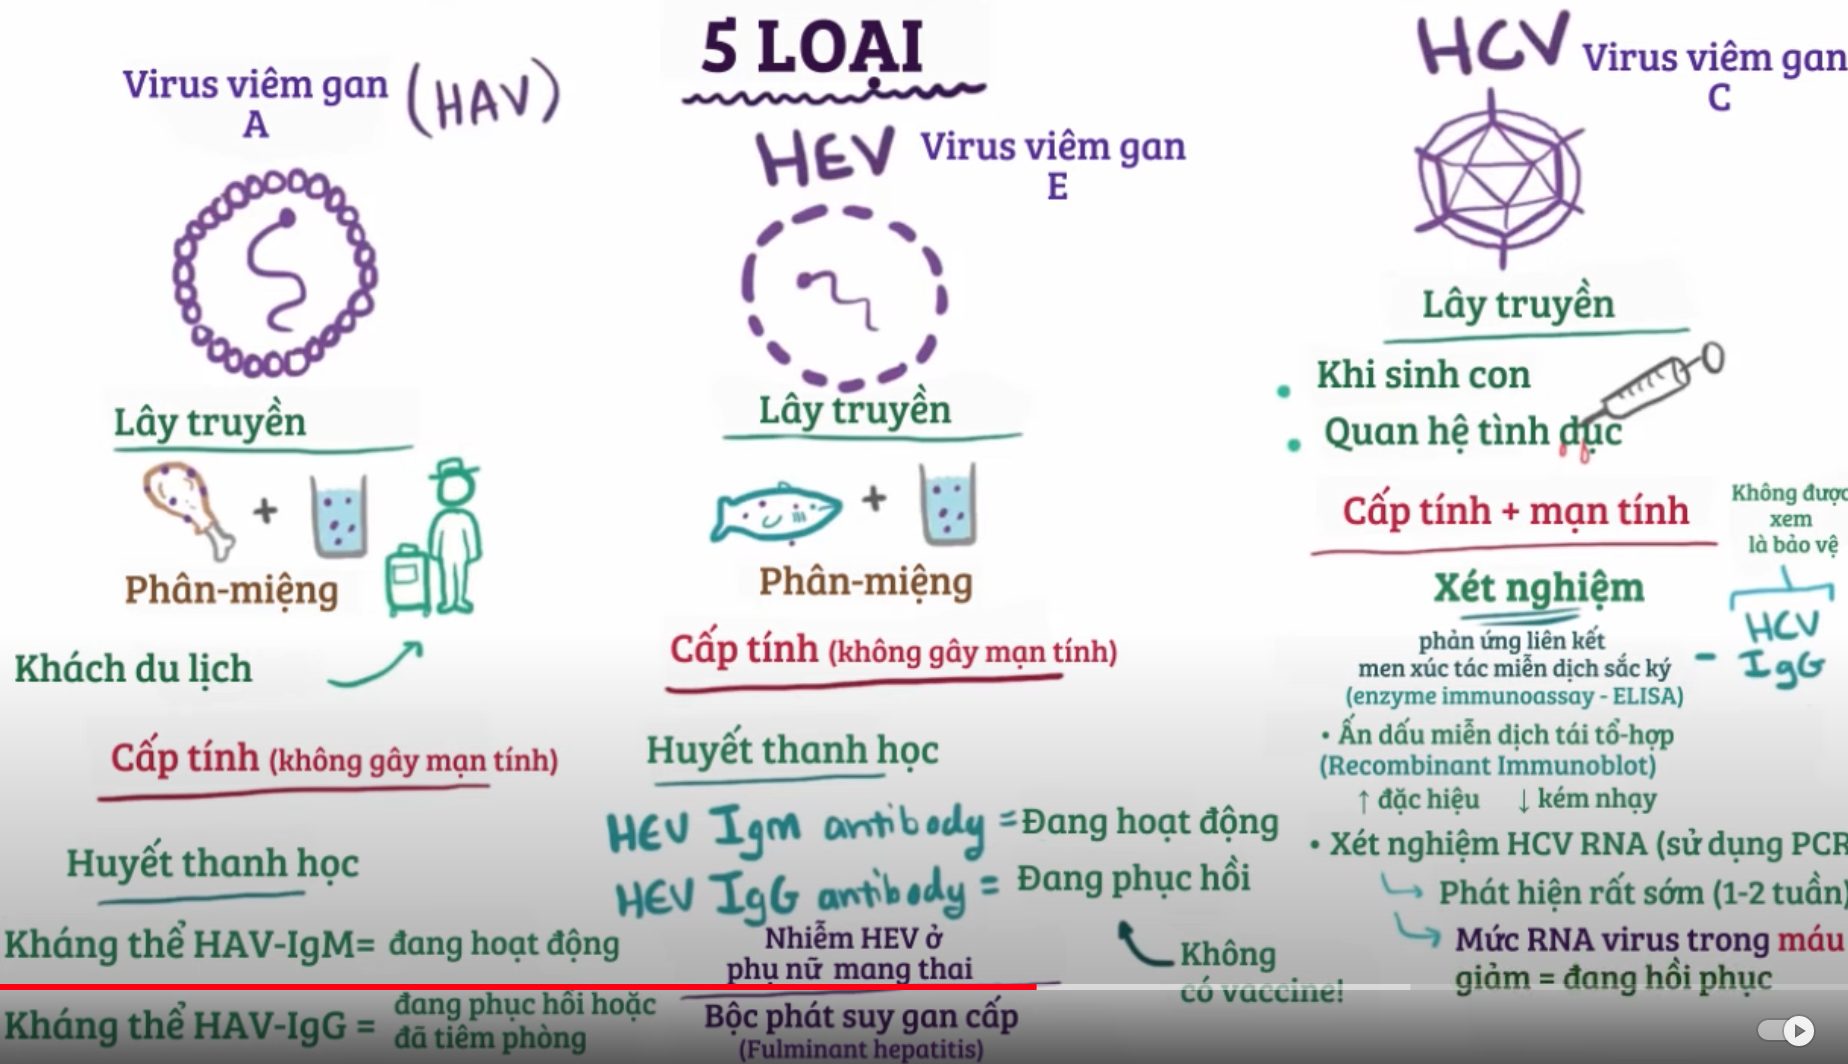 5 LOẠI
Virus viêm gan
A
(HAV)
Lây truyền
+
Phân-miệng
Khách du lịch
Cấp tính (không gây mạn tính)
Huyết thanh học
Kháng thể HAV-IgM= đang hoạt động
Kháng thể HAV-IgG = đang phục hồi hoặc
đã tiêm phòng
HEV
Virus viêm gan
E
Lây truyền
+
Phân-miệng
Cấp tính (không gây mạn tính)
Huyết thanh học
HEV Igm antibody = Đang hoạt động
HEV IgG antibody = Đang phục hồi
Không
có vaccine!
Nhiễm HEV ở
phụ nữ mang thai
Bộc phát suy gan cấp
(Fulminant hepatitis)
HCV
Virus viêm gan
C
Lây truyền
• Khi sinh con
• Quan hệ tình dục
Cấp tính + mạn tính
Không được
xem
là bảo vệ
Xét nghiệm
phản ứng liên kết
men xúc tác miễn dịch sắc ký
(enzyme immunoassay - ELISA)
- HCV
IgG
• Ấn dấu miễn dịch tái tổ-hợp
(Recombinant Immunoblot)
↑ đặc hiệu ↓ kém nhạy
• Xét nghiệm HCV RNA (sử dụng PCR
Phát hiện rất sớm (1-2 tuần)
Mức RNA virus trong máu
giảm = đang hồi phục